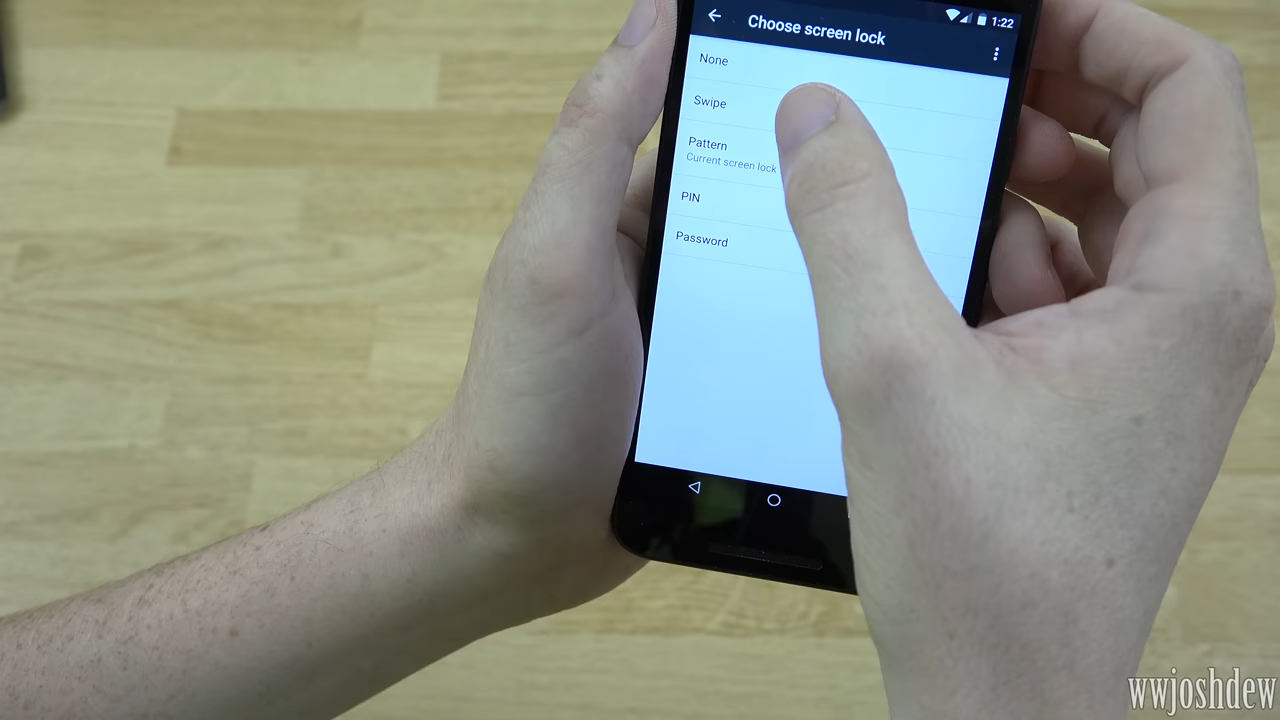 1:22
Choose screen lock
None
Swipe
Pattern
Current screen lock
PIN
Password
wwjoshdew